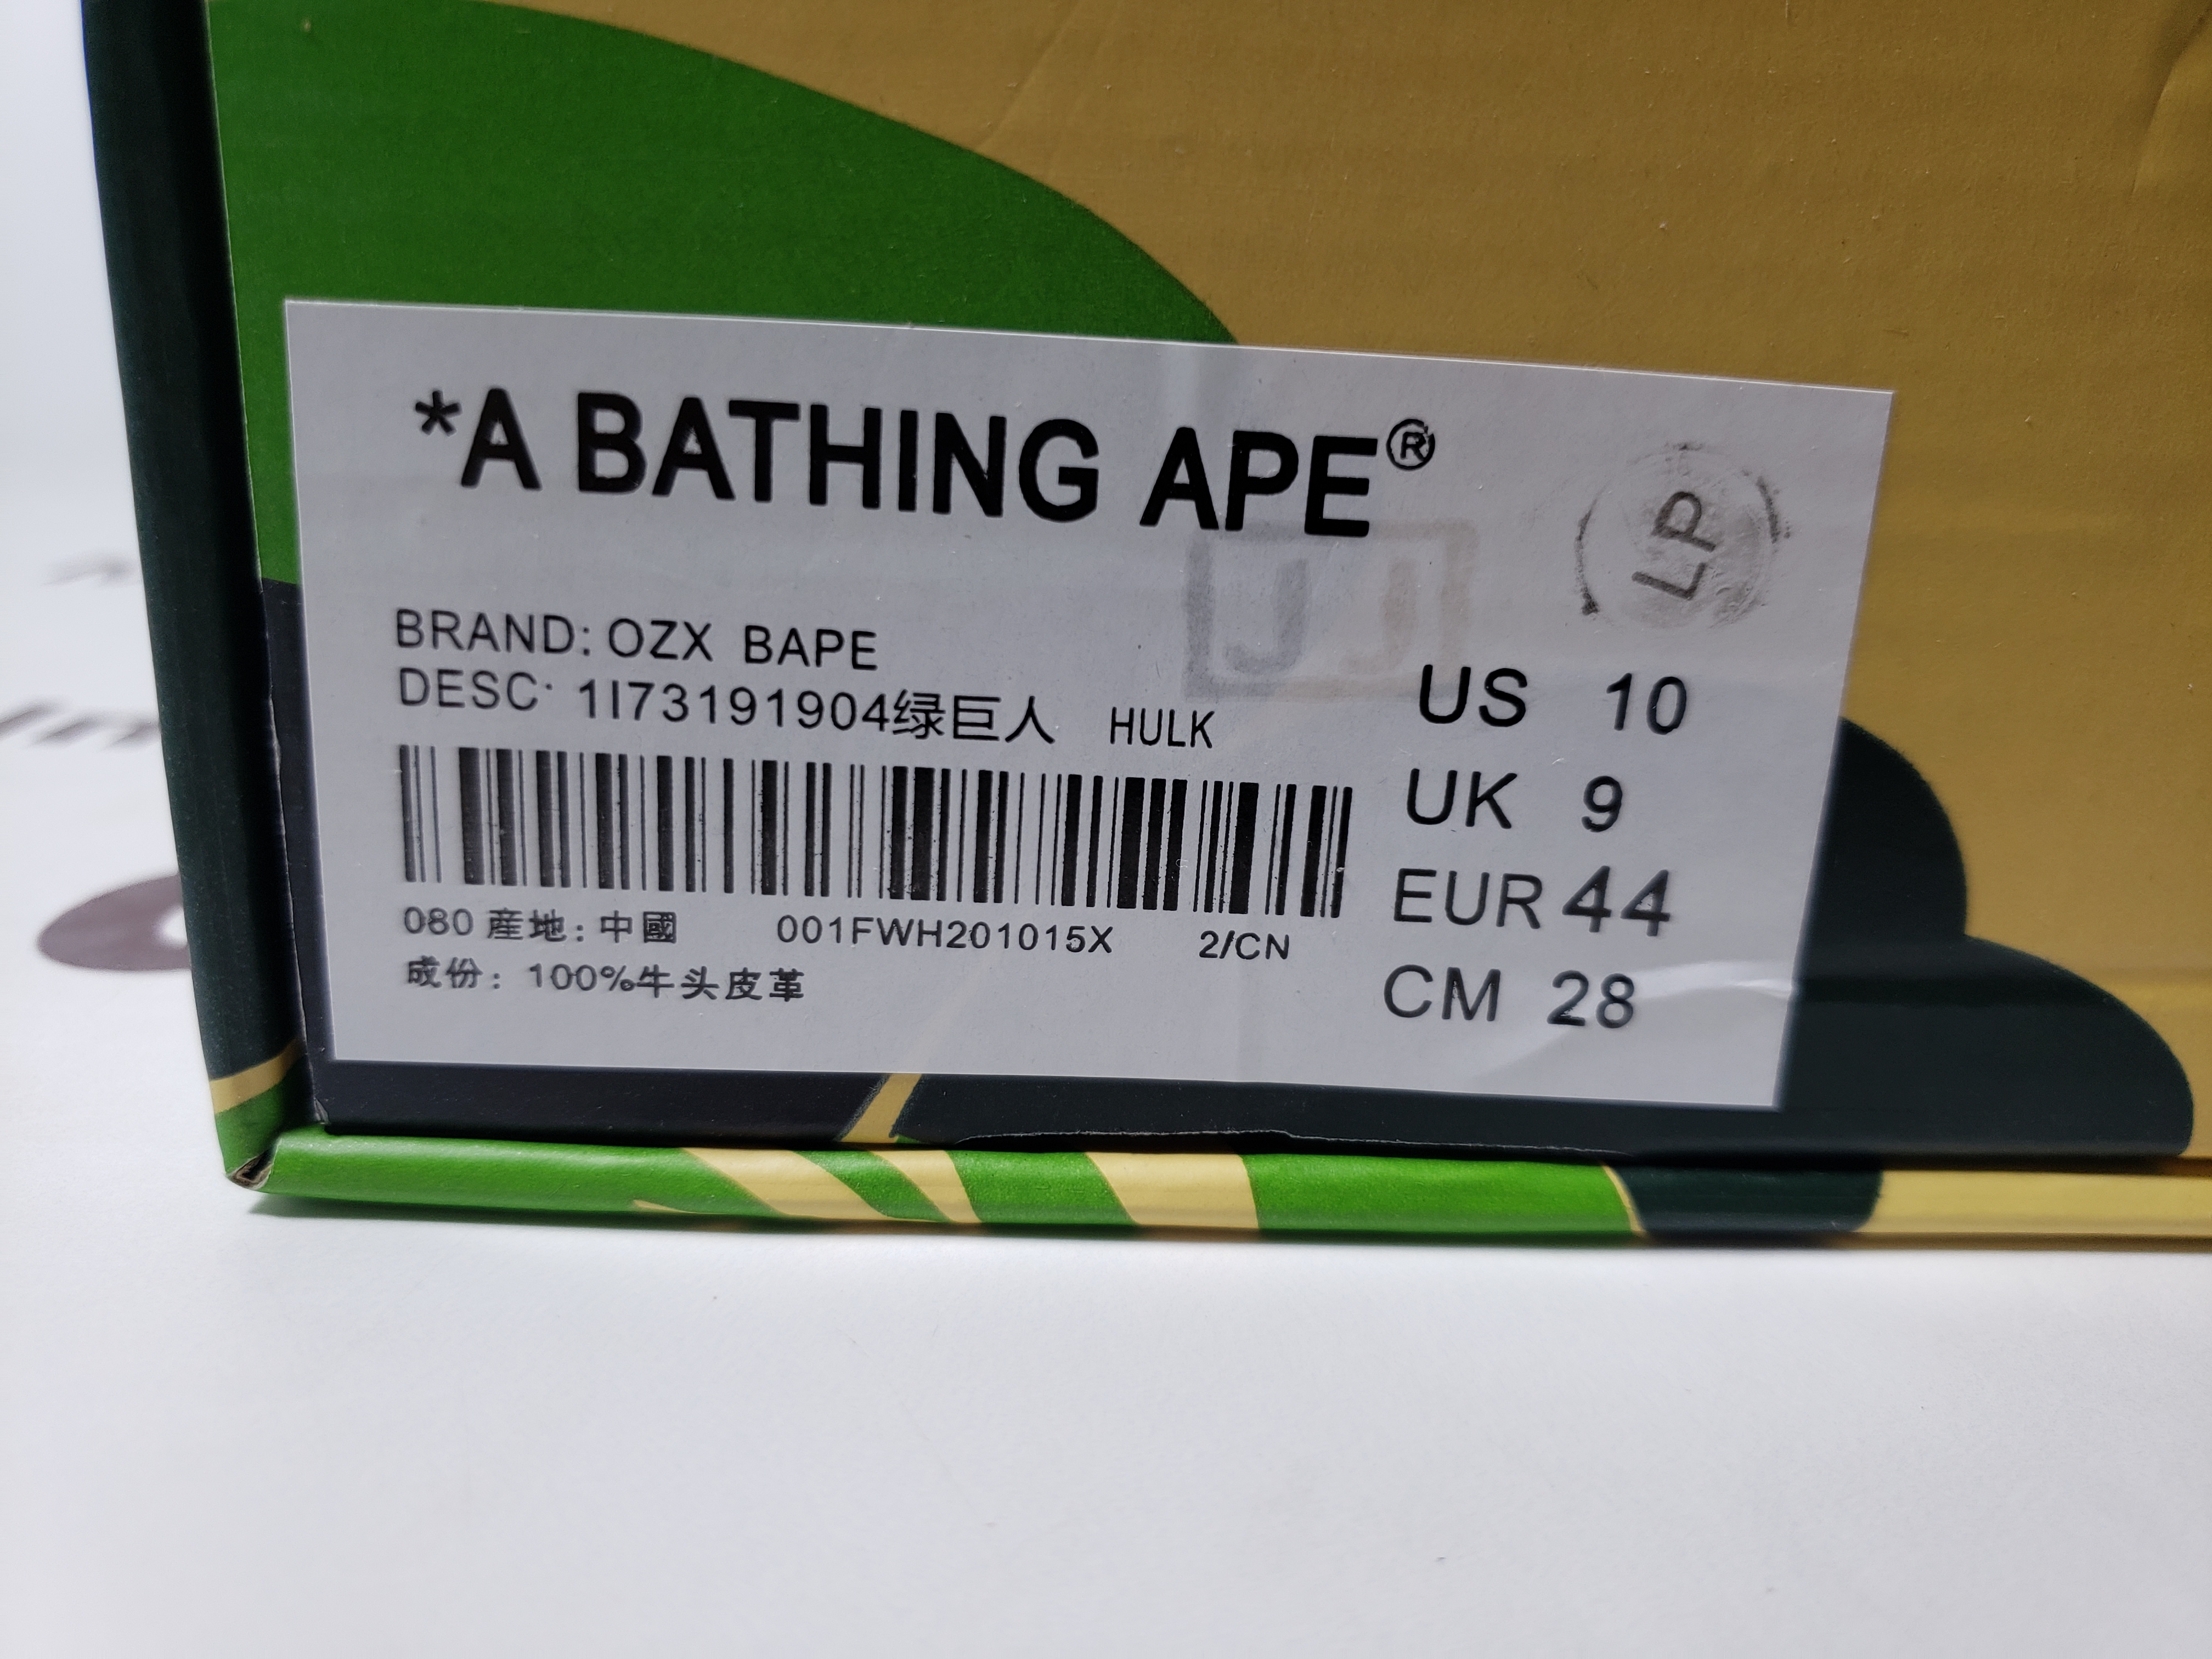 *A BATHING APE®
LP
JJ
BRAND: OZX BAPE
DESC: 1I73191904绿巨人 HULK
080 産地: 中國 001FWH201015X 2/CN
成份: 100%牛头皮革
US 10
UK 9
EUR 44
CM 28